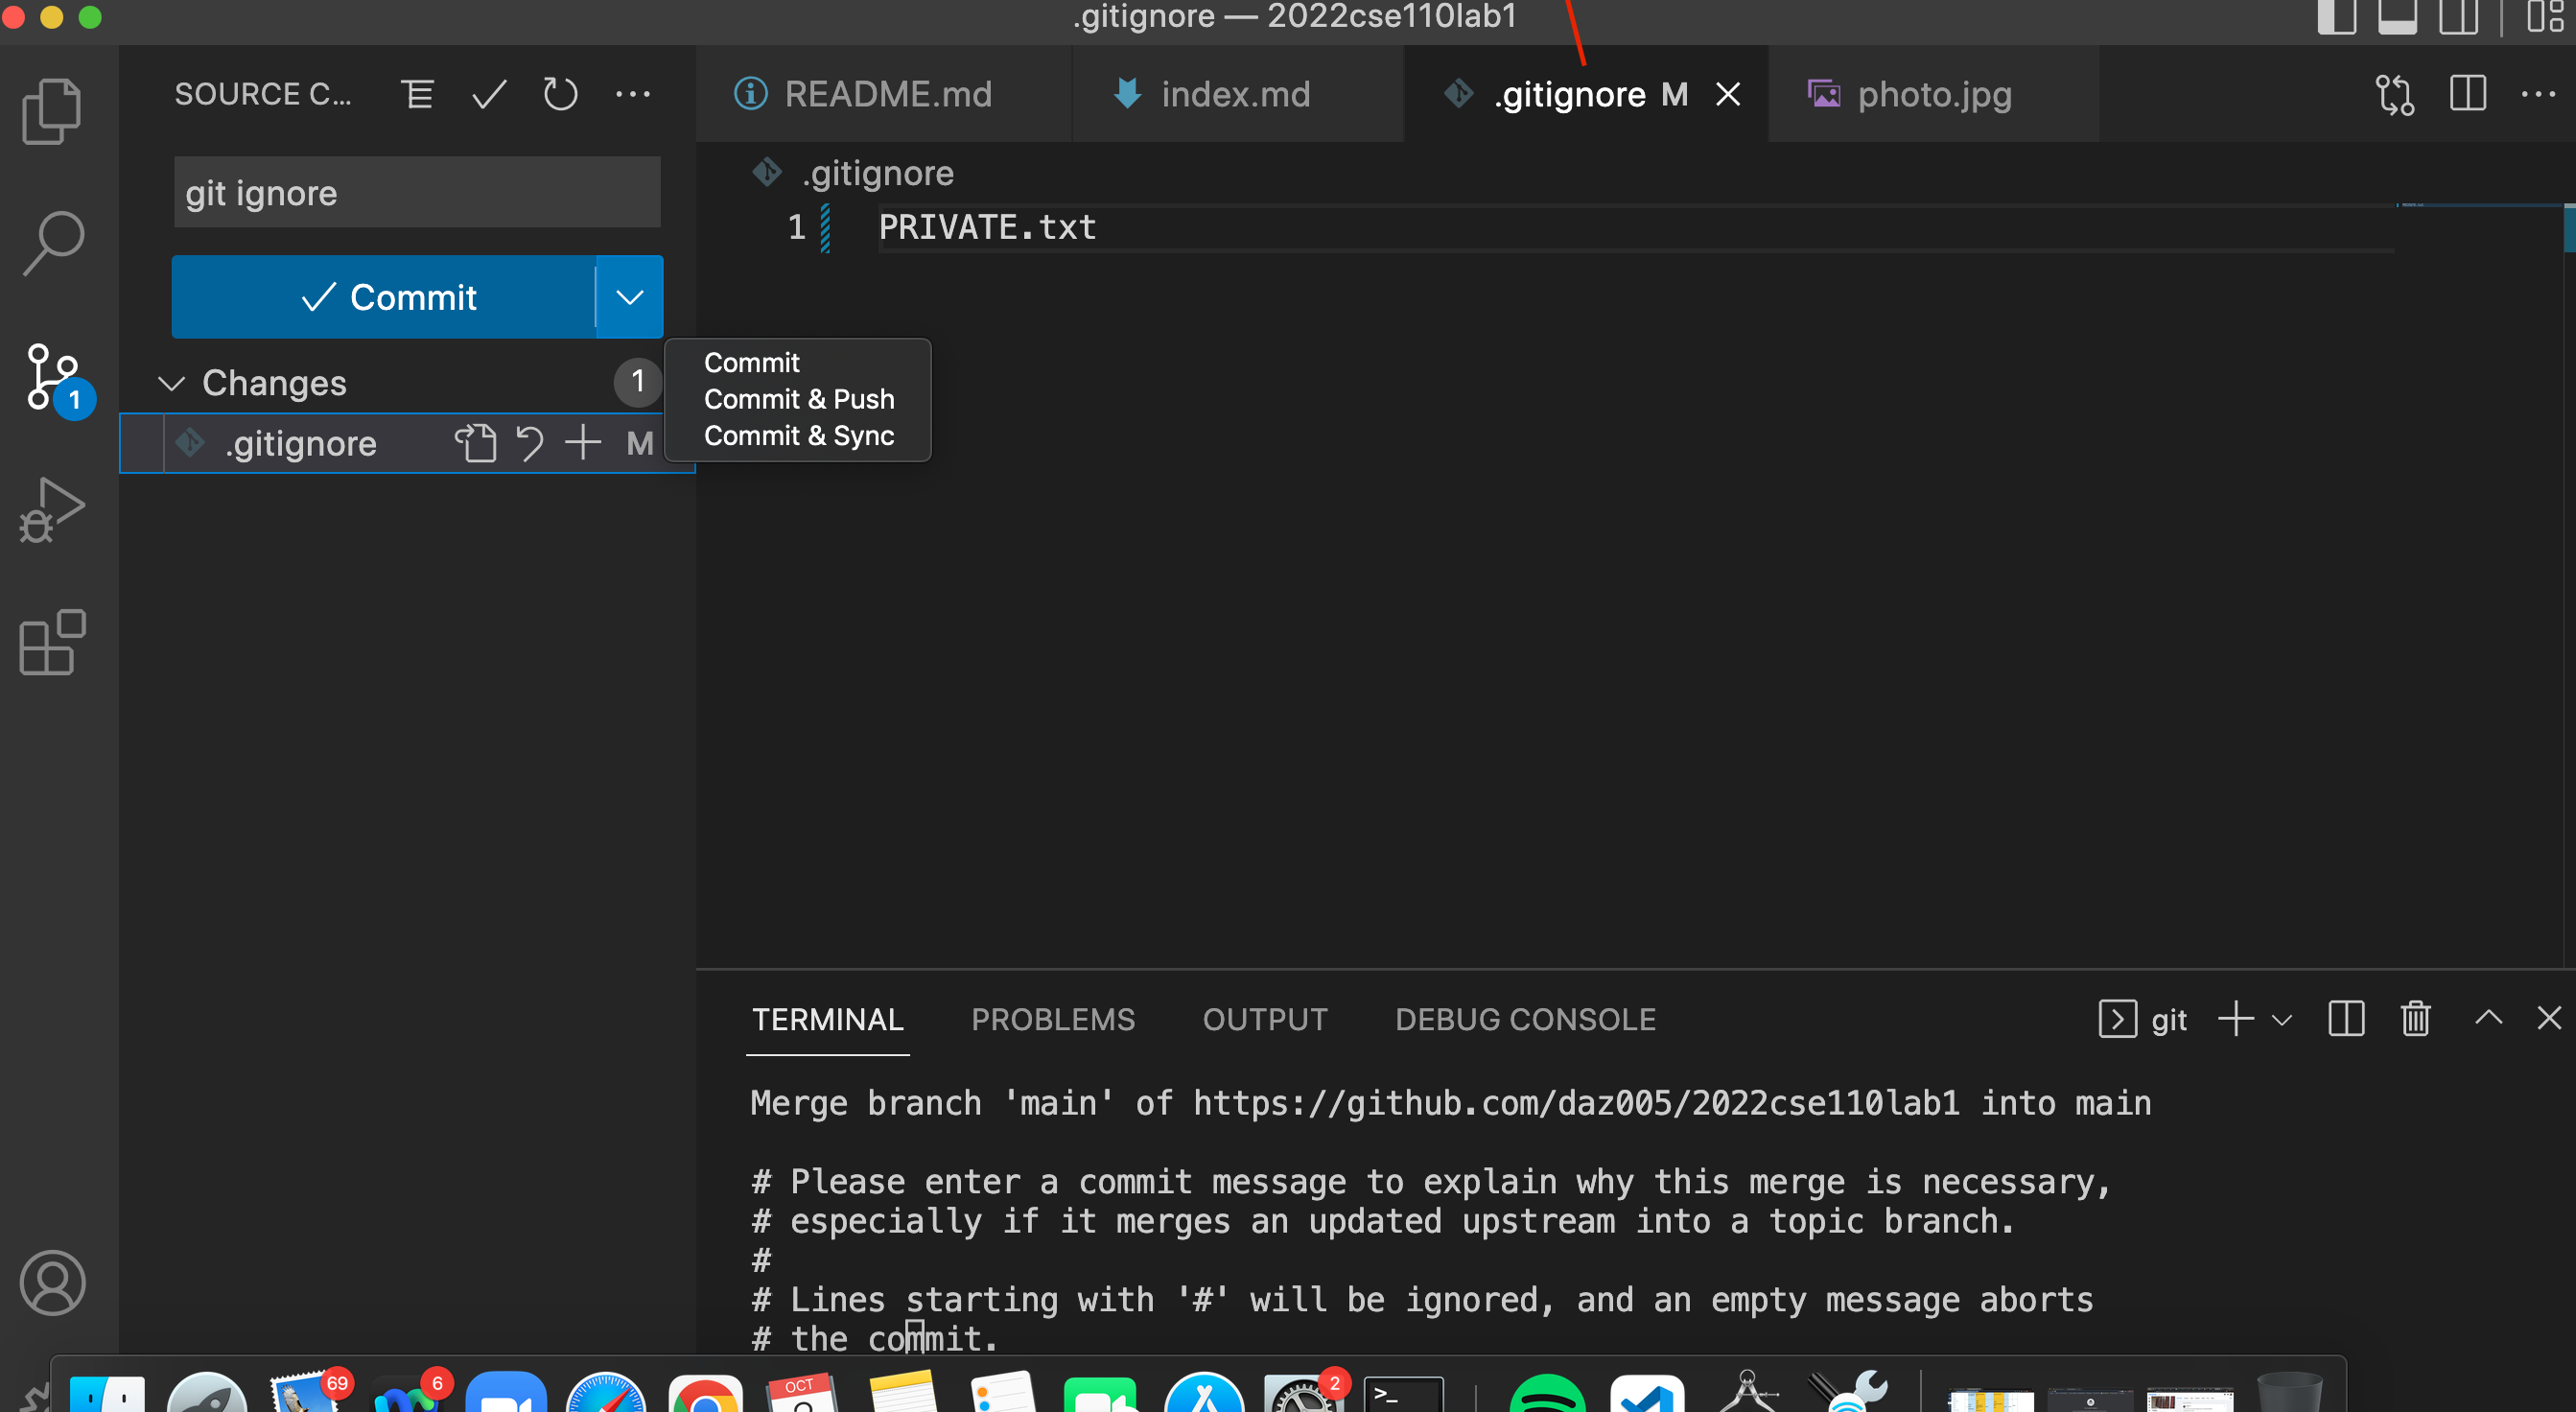 .gitignore — 2022cse110lab1
SOURCE C...
README.md
index.md
.gitignore M
photo.jpg
git ignore
.gitignore
1 PRIVATE.txt
Commit
Commit
Commit & Push
Commit & Sync
Changes 1
1
.gitignore M
TERMINAL PROBLEMS OUTPUT DEBUG CONSOLE
git
Merge branch 'main' of https://github.com/daz005/2022cse110lab1 into main
# Please enter a commit message to explain why this merge is necessary,
# especially if it merges an updated upstream into a topic branch.
#
# Lines starting with '#' will be ignored, and an empty message aborts
# the commit.
69
6
OCT
2
>_